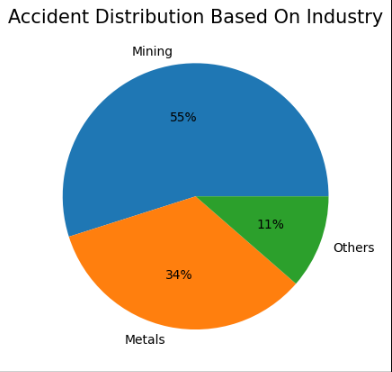 Accident Distribution Based On Industry
Mining
55%
11%
Others
34%
Metals